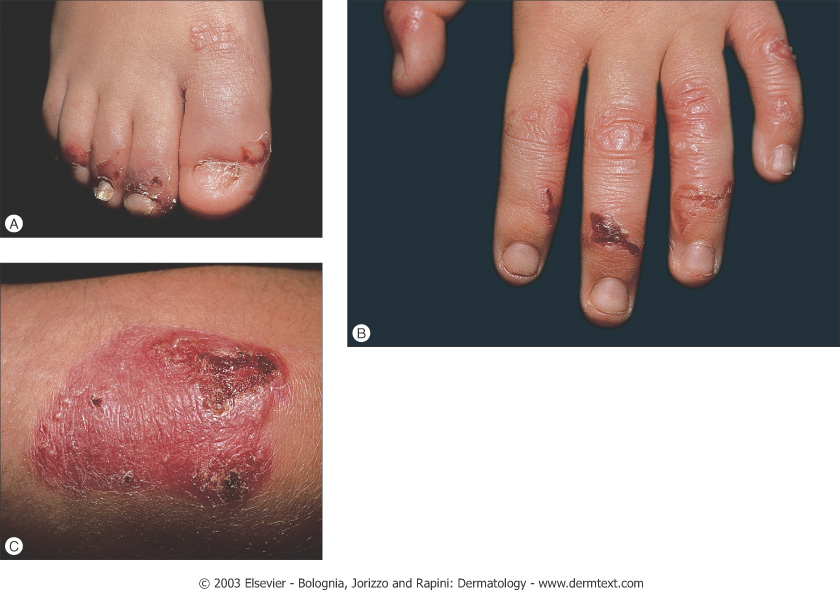 A
B
C
© 2003 Elsevier - Bolognia, Jorizzo and Rapini: Dermatology - www.dermtext.com